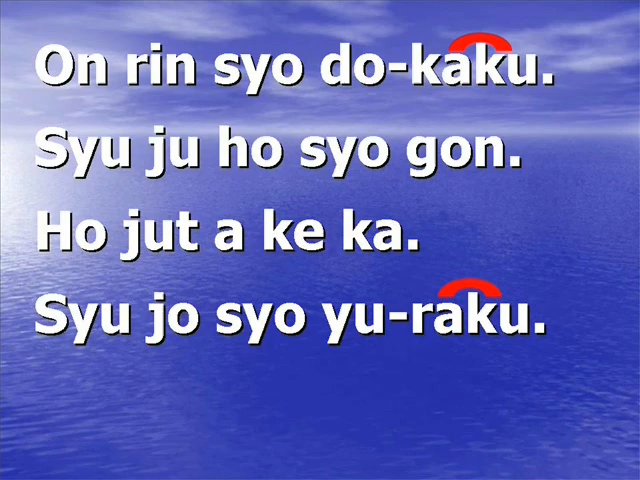 On rin syo do-kaku.
Syu ju ho syo gon.
Ho jut a ke ka.
Syu jo syo yu-raku.